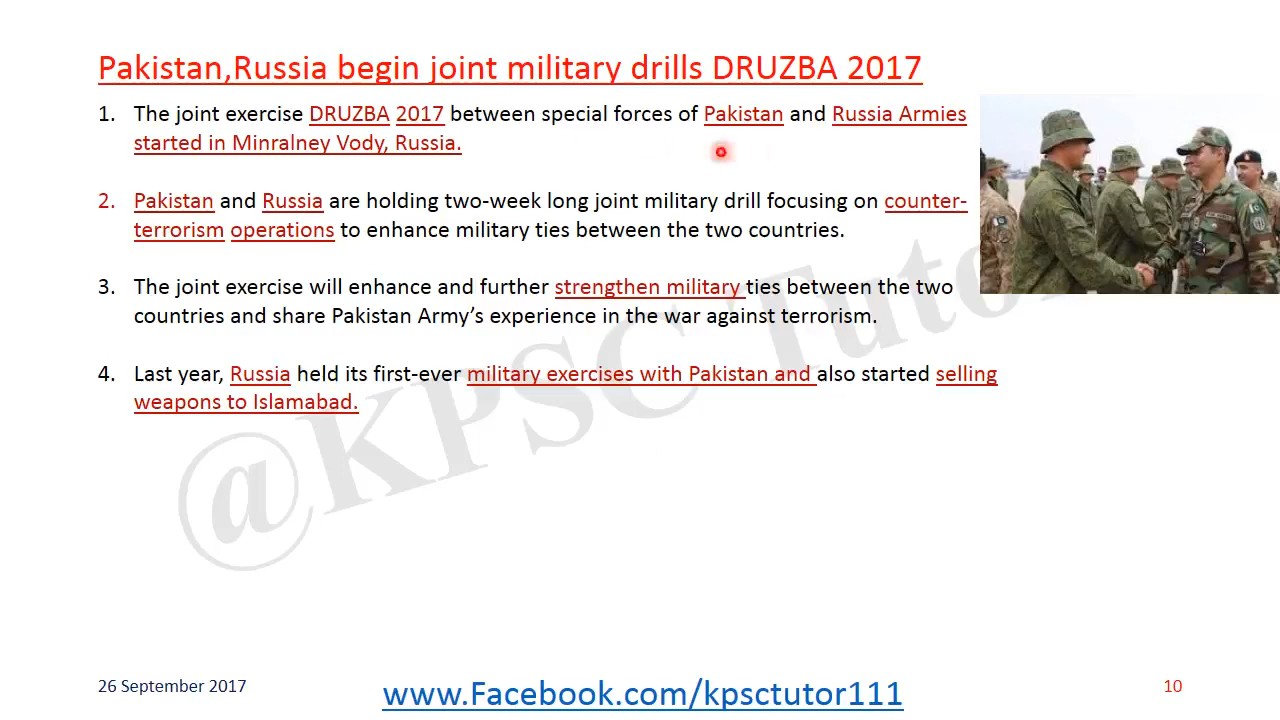 Pakistan,Russia begin joint military drills DRUZBA 2017
1. The joint exercise DRUZBA 2017 between special forces of Pakistan and Russia Armies
started in Minralney Vody, Russia.
2. Pakistan and Russia are holding two-week long joint military drill focusing on counter-
terrorism operations to enhance military ties between the two countries.
3. The joint exercise will enhance and further strengthen military ties between the two
countries and share Pakistan Army’s experience in the war against terrorism.
4. Last year, Russia held its first-ever military exercises with Pakistan and also started selling
weapons to Islamabad.
@KPSC Tutor
26 September 2017
www.Facebook.com/kpsctutor111
10